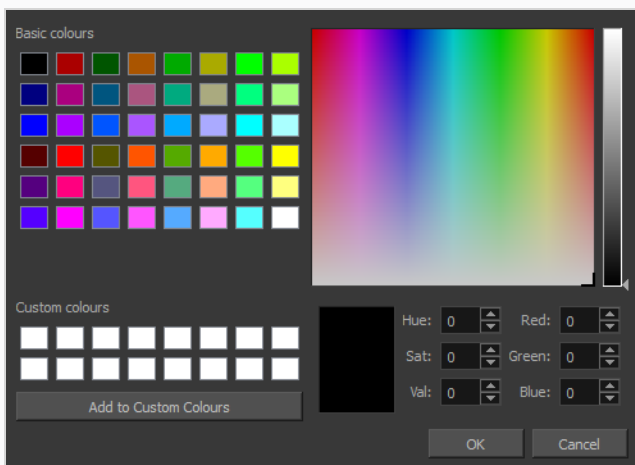 Basic colours
Custom colours
Add to Custom Colours
Hue: 0 Red: 0
Sat: 0 Green: 0
Val: 0 Blue: 0
OK Cancel